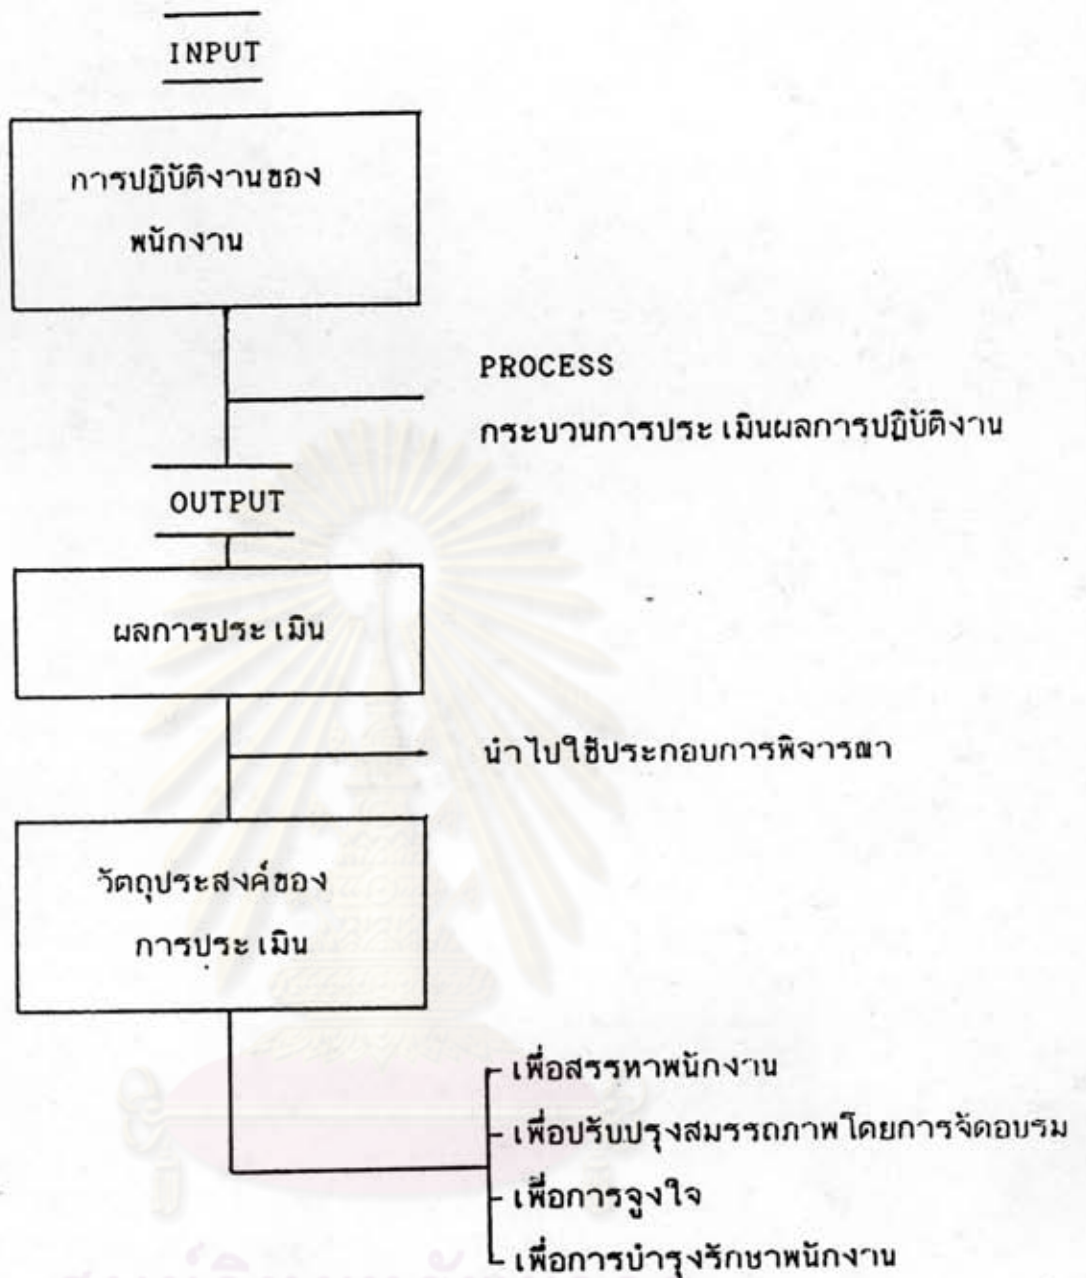 INPUT
การปฏิบัติงานของ
พนักงาน
PROCESS
กระบวนการประเมินผลการปฏิบัติงาน
OUTPUT
ผลการประเมิน
นำไปใช้ประกอบการพิจารณา
วัตถุประสงค์ของ
การประเมิน
เพื่อสรรหาพนักงาน
เพื่อปรับปรุงสมรรถภาพโดยการจัดอบรม
เพื่อการจูงใจ
เพื่อการบำรุงรักษาพนักงาน